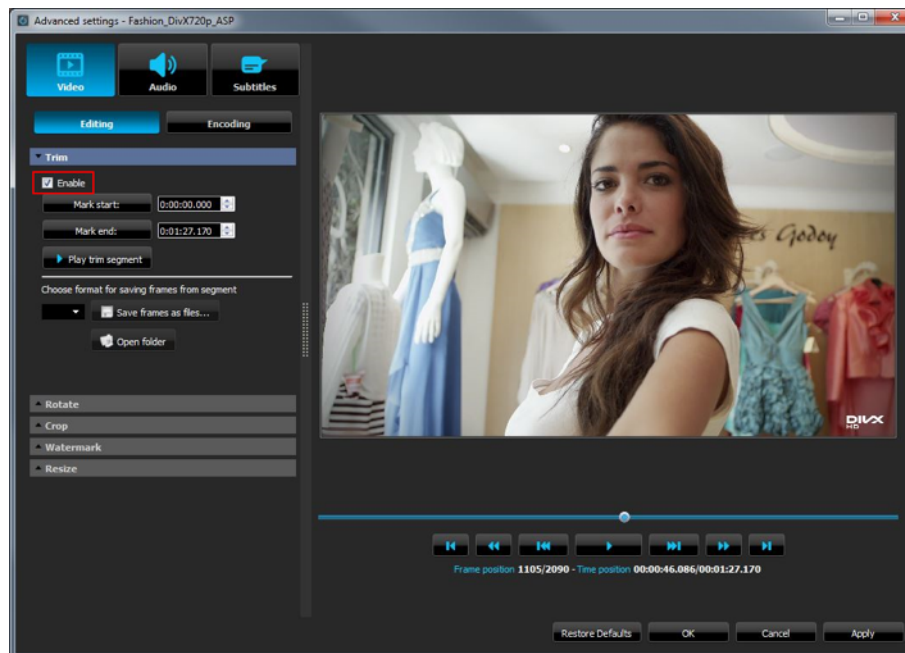 Advanced settings - Fashion_DivX720p_ASP
Video Audio Subtitles
Editing Encoding
Trim
Enable
Mark start: 0:00:00.000
Mark end: 0:01:27.170
Play trim segment
Choose format for saving frames from segment
Save frames as files...
Open folder
Rotate
Crop
Watermark
Resize
es Godoy
DIVX
HD
Frame position 1105/2090 - Time position 00:00:46.086/00:01:27.170
Restore Defaults OK Cancel Apply